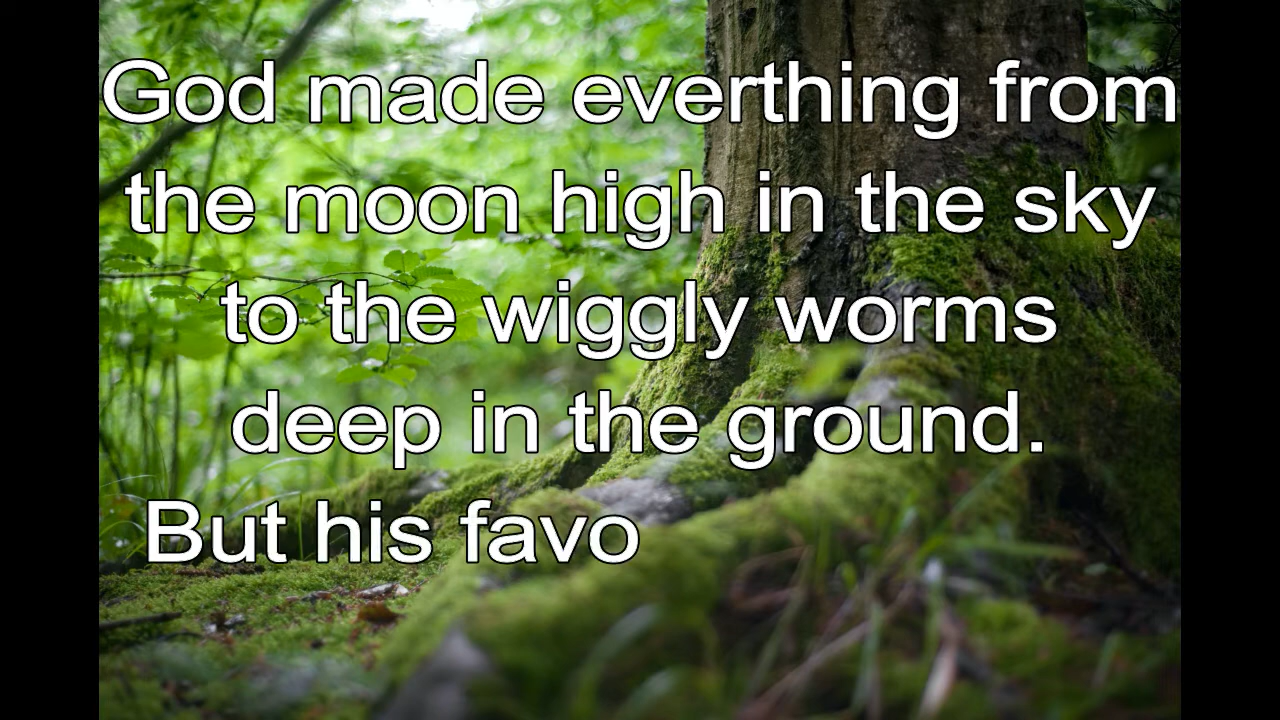 God made everthing from
the moon high in the sky
to the wiggly worms
deep in the ground.
But his favo